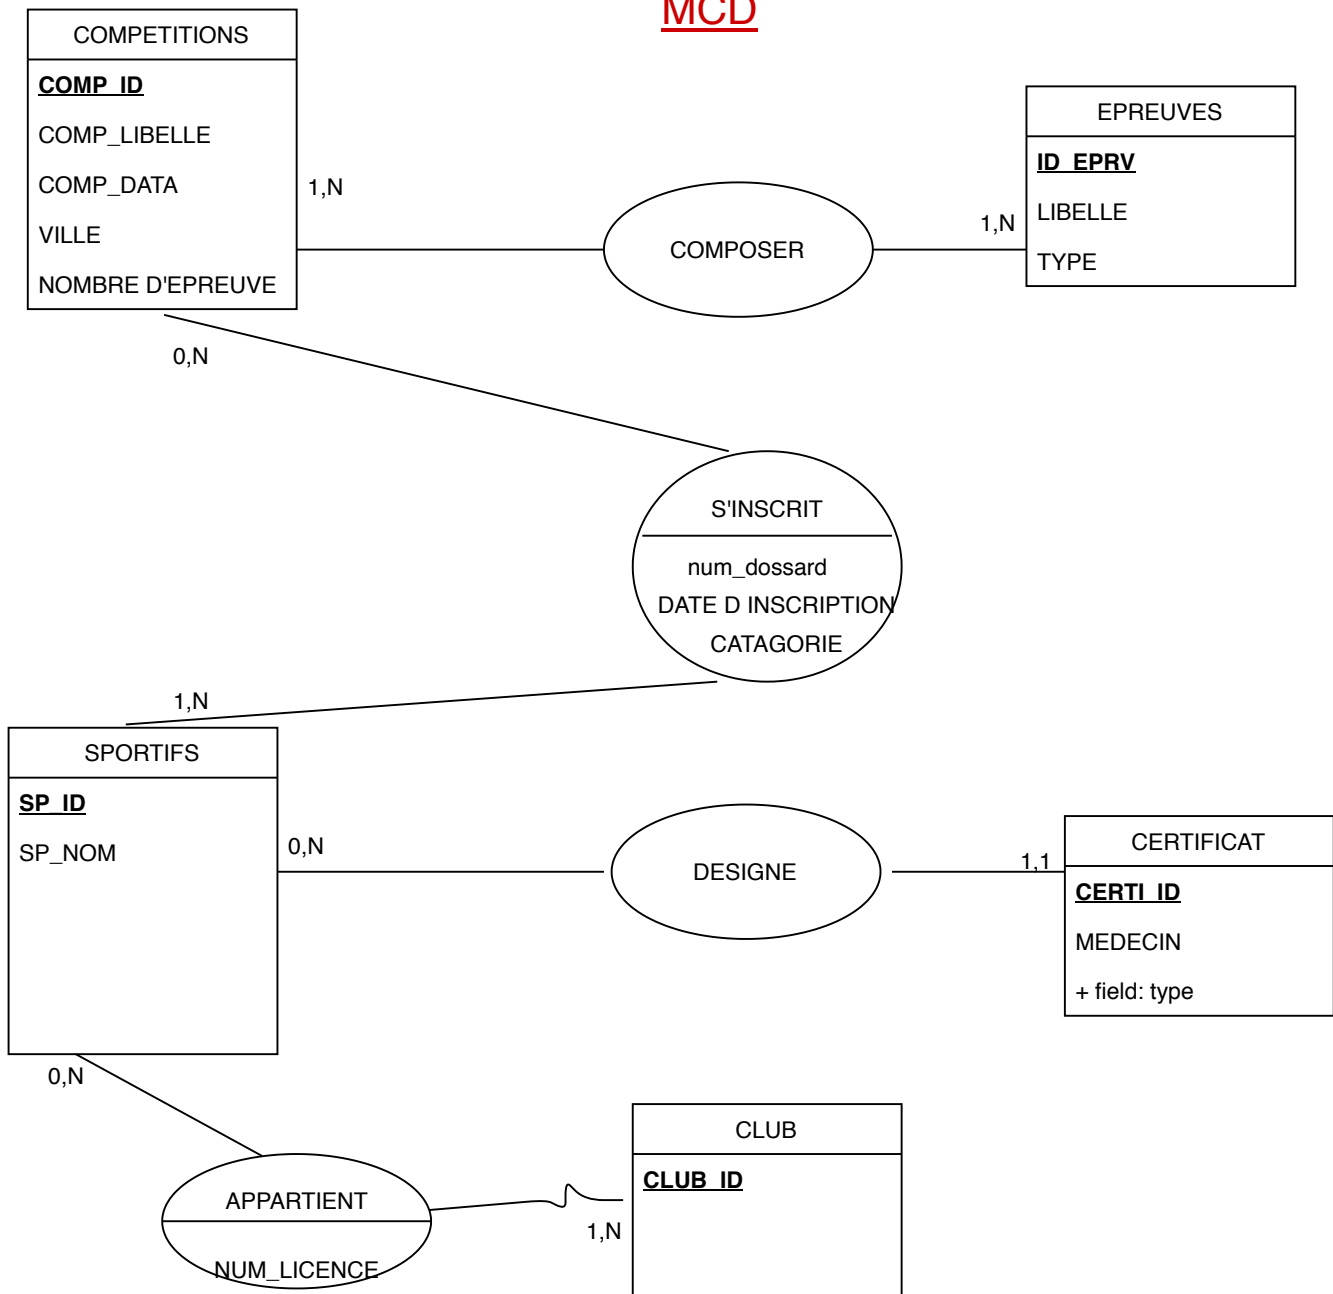 MCD
COMPETITIONS
COMP_ID
COMP_LIBELLE
COMP_DATA
VILLE
NOMBRE D'EPREUVE
1,N
COMPOSER
1,N
EPREUVES
ID_EPRV
LIBELLE
TYPE
0,N
S'INSCRIT
num_dossard
DATE D INSCRIPTION
CATAGORIE
1,N
SPORTIFS
SP_ID
SP_NOM
0,N
DESIGNE
1,1
CERTIFICAT
CERTI_ID
MEDECIN
+ field: type
0,N
APPARTIENT
NUM_LICENCE
1,N
CLUB
CLUB_ID